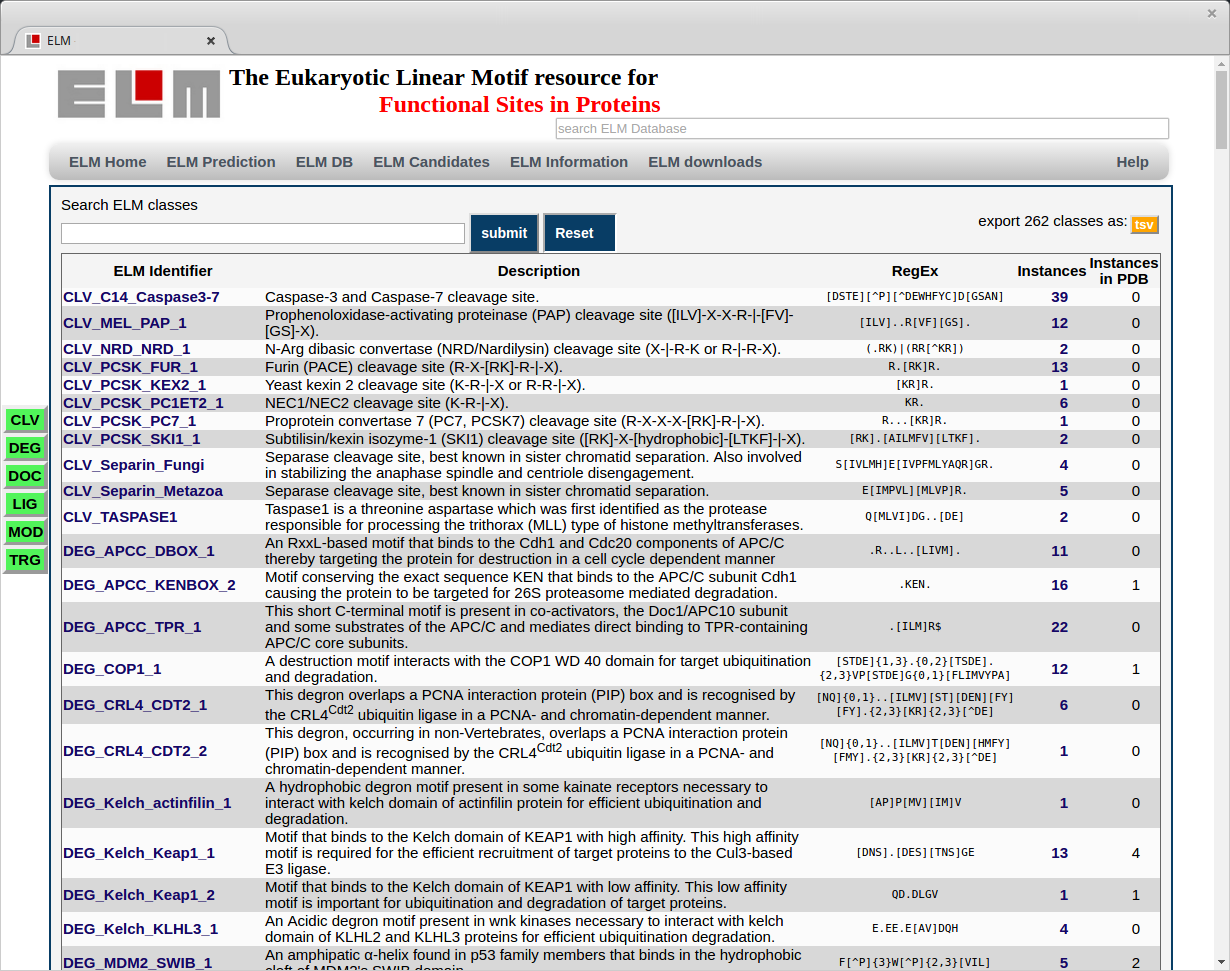 ELM
ELM
The Eukaryotic Linear Motif resource for
Functional Sites in Proteins
search ELM Database
ELM Home ELM Prediction ELM DB ELM Candidates ELM Information ELM downloads Help
Search ELM classes
submit Reset
export 262 classes as: tsv
ELM Identifier Description RegEx Instances Instances in PDB
CLV_C14_Caspase3-7 Caspase-3 and Caspase-7 cleavage site. [DSTE][^P][^DEWHFYC]D[GSAN] 39 0
CLV_MEL_PAP_1 Prophenoloxidase-activating proteinase (PAP) cleavage site ([ILV]-X-X-R-|-[FV]-
[GS]-X). [ILV]..R[VF][GS]. 12 0
CLV_NRD_NRD_1 N-Arg dibasic convertase (NRD/Nardilysin) cleavage site (X-|-R-K or R-|-R-X). (.RK)|(RR[^KR]) 2 0
CLV_PCSK_FUR_1 Furin (PACE) cleavage site (R-X-[RK]-R-|-X). R.[RK]R. 13 0
CLV_PCSK_KEX2_1 Yeast kexin 2 cleavage site (K-R-|-X or R-R-|-X). [KR]R. 1 0
CLV_PCSK_PC1ET2_1 NEC1/NEC2 cleavage site (K-R-|-X). KR. 6 0
CLV_PCSK_PC7_1 Proprotein convertase 7 (PC7, PCSK7) cleavage site (R-X-X-X-[RK]-R-|-X). R...[KR]R. 1 0
CLV_PCSK_SKI1_1 Subtilisin/kexin isozyme-1 (SKI1) cleavage site ([RK]-X-[hydrophobic]-[LTKF]-|-X). [RK].[AILMFV][LTKF]. 2 0
CLV_Separin_Fungi Separase cleavage site, best known in sister chromatid separation. Also involved
in stabilizing the anaphase spindle and centriole disengagement. S[IVLMH]E[IVPFMLYAQR]GR. 4 0
CLV_Separin_Metazoa Separase cleavage site, best known in sister chromatid separation. E[IMPVL][MLVP]R. 5 0
CLV_TASPASE1 Taspase1 is a threonine aspartase which was first identified as the protease
responsible for processing the trithorax (MLL) type of histone methyltransferases. Q[MLVI]DG..[DE] 2 0
DEG_APCC_DBOX_1 An RxxL-based motif that binds to the Cdh1 and Cdc20 components of APC/C
thereby targeting the protein for destruction in a cell cycle dependent manner .R..L..[LIVM]. 11 0
DEG_APCC_KENBOX_2 Motif conserving the exact sequence KEN that binds to the APC/C subunit Cdh1
causing the protein to be targeted for 26S proteasome mediated degradation. .KEN. 16 1
DEG_APCC_TPR_1 This short C-terminal motif is present in co-activators, the Doc1/APC10 subunit
and some substrates of the APC/C and mediates direct binding to TPR-containing
APC/C core subunits. .[ILM]R$ 22 0
DEG_COP1_1 A destruction motif interacts with the COP1 WD 40 domain for target ubiquitination
and degradation. [STDE]{1,3}.{0,2}[TSDE].
{2,3}VP[STDE]G{0,1}[FLIMVYPA] 12 1
DEG_CRL4_CDT2_1 This degron overlaps a PCNA interaction protein (PIP) box and is recognised by
the CRL4Cdt2 ubiquitin ligase in a PCNA- and chromatin-dependent manner. [NQ]{0,1}..[ILMV][ST][DEN][FY]
[FY].{2,3}[KR]{2,3}[^DE] 6 0
DEG_CRL4_CDT2_2 This degron, occurring in non-Vertebrates, overlaps a PCNA interaction protein
(PIP) box and is recognised by the CRL4Cdt2 ubiquitin ligase in a PCNA- and
chromatin-dependent manner. [NQ]{0,1}..[ILMV]T[DEN][HMFY]
[FMY].{2,3}[KR]{2,3}[^DE] 1 0
DEG_Kelch_actinfilin_1 A hydrophobic degron motif present in some kainate receptors necessary to
interact with kelch domain of actinfilin protein for efficient ubiquitination and
degradation. [AP]P[MV][IM]V 1 0
DEG_Kelch_Keap1_1 Motif that binds to the Kelch domain of KEAP1 with high affinity. This high affinity
motif is required for the efficient recruitment of target proteins to the Cul3-based
E3 ligase. [DNS].[DES][TNS]GE 13 4
DEG_Kelch_Keap1_2 Motif that binds to the Kelch domain of KEAP1 with low affinity. This low affinity
motif is important for ubiquitination and degradation of target proteins. QD.DLGV 1 1
DEG_Kelch_KLHL3_1 An Acidic degron motif present in wnk kinases necessary to interact with kelch
domain of KLHL2 and KLHL3 proteins for efficient ubiquitination degradation. E.EE.E[AV]DQH 4 0
DEG_MDM2_SWIB_1 An amphipatic α-helix found in p53 family members that binds in the hydrophobic
cleft of MDM2's SWIB domain. F[^P]{3}W[^P]{2,3}[VIL] 5 2
CLV
DEG
DOC
LIG
MOD
TRG